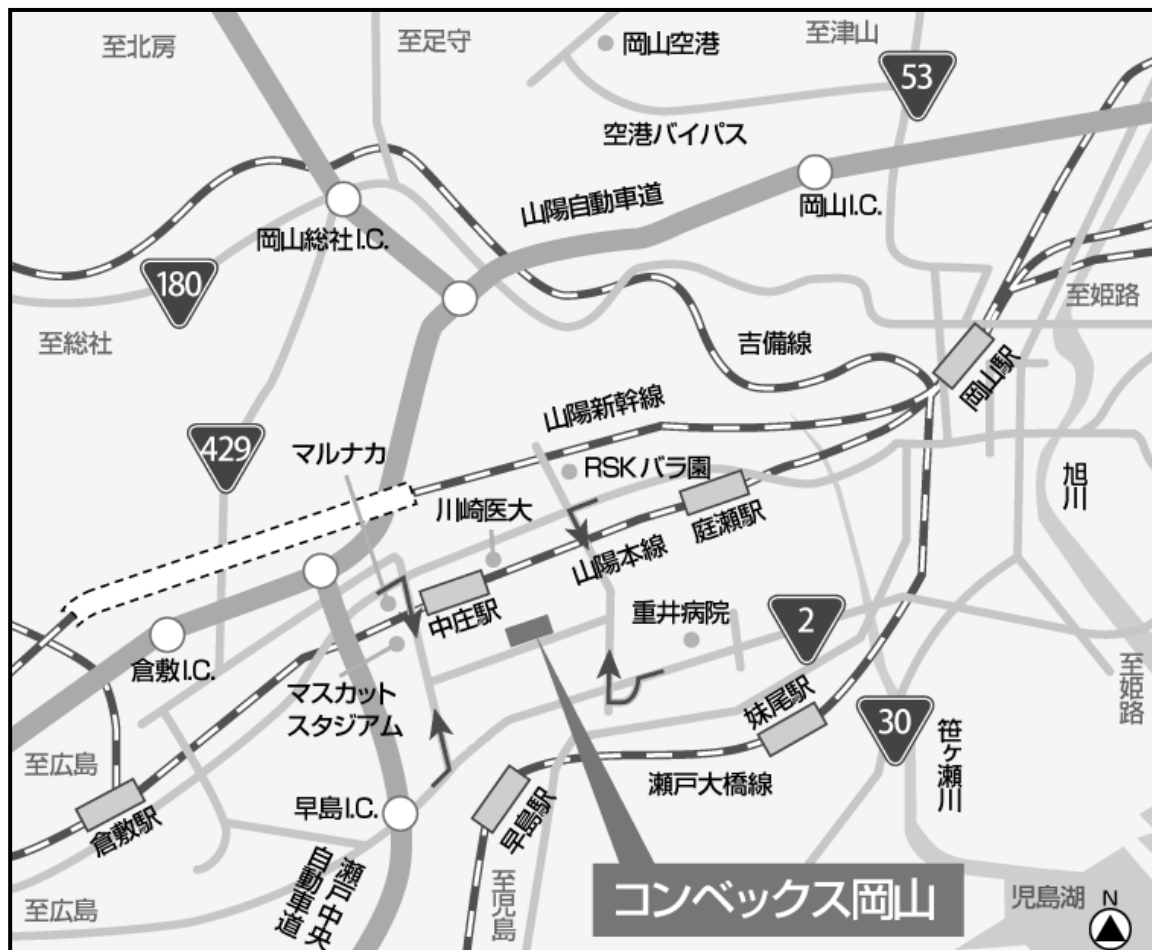 至北房
至足守
岡山空港
至津山
53
空港バイパス
山陽自動車道
岡山I.C.
岡山総社I.C.
180
至総社
至姫路
吉備線
岡山駅
山陽新幹線
429
マルナカ
RSKバラ園
川崎医大
庭瀬駅
旭川
山陽本線
中庄駅
重井病院
2
倉敷I.C.
マスカット
スタジアム
妹尾駅
30
至姫路
笹ヶ瀬川
至広島
瀬戸大橋線
倉敷駅
早島I.C.
早島駅
瀬戸中央
自動車道
至児島
コンベックス岡山
至広島
児島湖
N